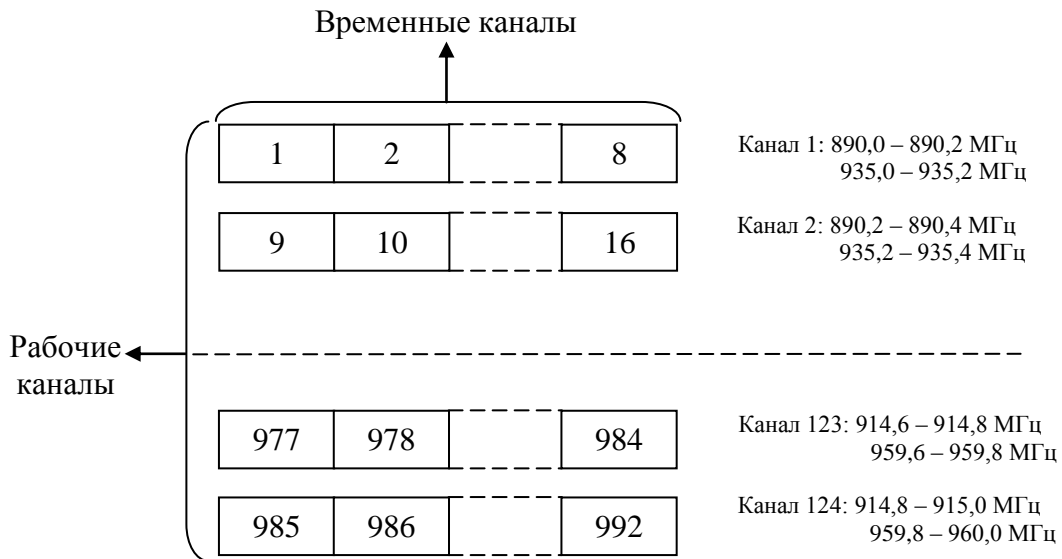 Временные каналы
1 2 8
Канал 1: 890,0 – 890,2 МГц
935,0 – 935,2 МГц
9 10 16
Канал 2: 890,2 – 890,4 МГц
935,2 – 935,4 МГц
Рабочие
каналы
977 978 984
Канал 123: 914,6 – 914,8 МГц
959,6 – 959,8 МГц
985 986 992
Канал 124: 914,8 – 915,0 МГц
959,8 – 960,0 МГц